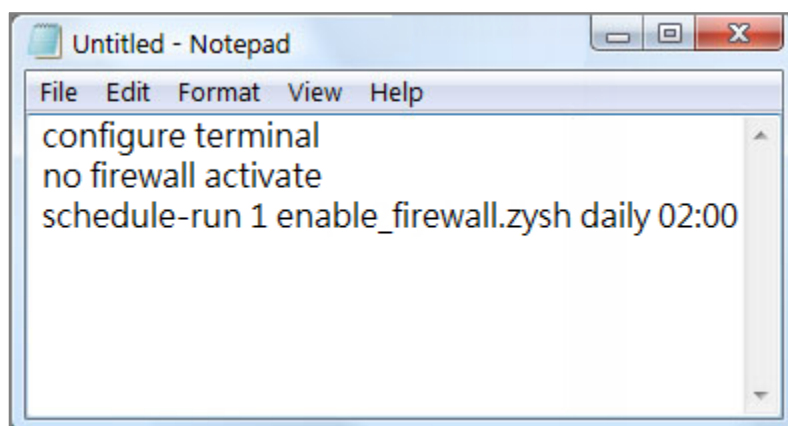 Untitled - Notepad
File Edit Format View Help
configure terminal
no firewall activate
schedule-run 1 enable_firewall.zysh daily 02:00